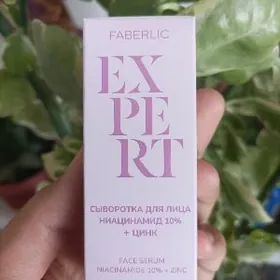 FABERLIC
EX
PE
RT
СЫВОРОТКА ДЛЯ ЛИЦА
НИАЦИНАМИД 10%
+ ЦИНК
FACE SERUM
NIACINAMIDE 10% + ZINC